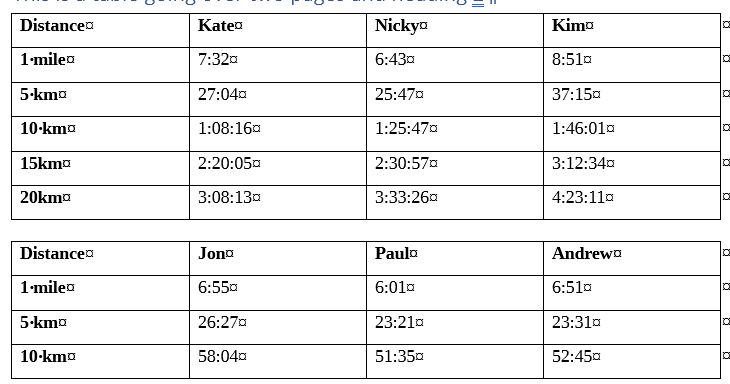 This is a table going over two pages and heading = ¶
Distance¤ Kate¤ Nicky¤ Kim¤ ¤
1·mile¤ 7:32¤ 6:43¤ 8:51¤ ¤
5·km¤ 27:04¤ 25:47¤ 37:15¤ ¤
10·km¤ 1:08:16¤ 1:25:47¤ 1:46:01¤ ¤
15km¤ 2:20:05¤ 2:30:57¤ 3:12:34¤ ¤
20km¤ 3:08:13¤ 3:33:26¤ 4:23:11¤ ¤
Distance¤ Jon¤ Paul¤ Andrew¤ ¤
1·mile¤ 6:55¤ 6:01¤ 6:51¤ ¤
5·km¤ 26:27¤ 23:21¤ 23:31¤ ¤
10·km¤ 58:04¤ 51:35¤ 52:45¤ ¤